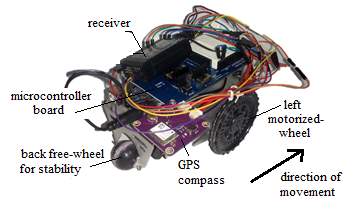 receiver
microcontroller
board
back free-wheel
for stability
GPS
compass
left
motorized-
wheel
direction of
movement